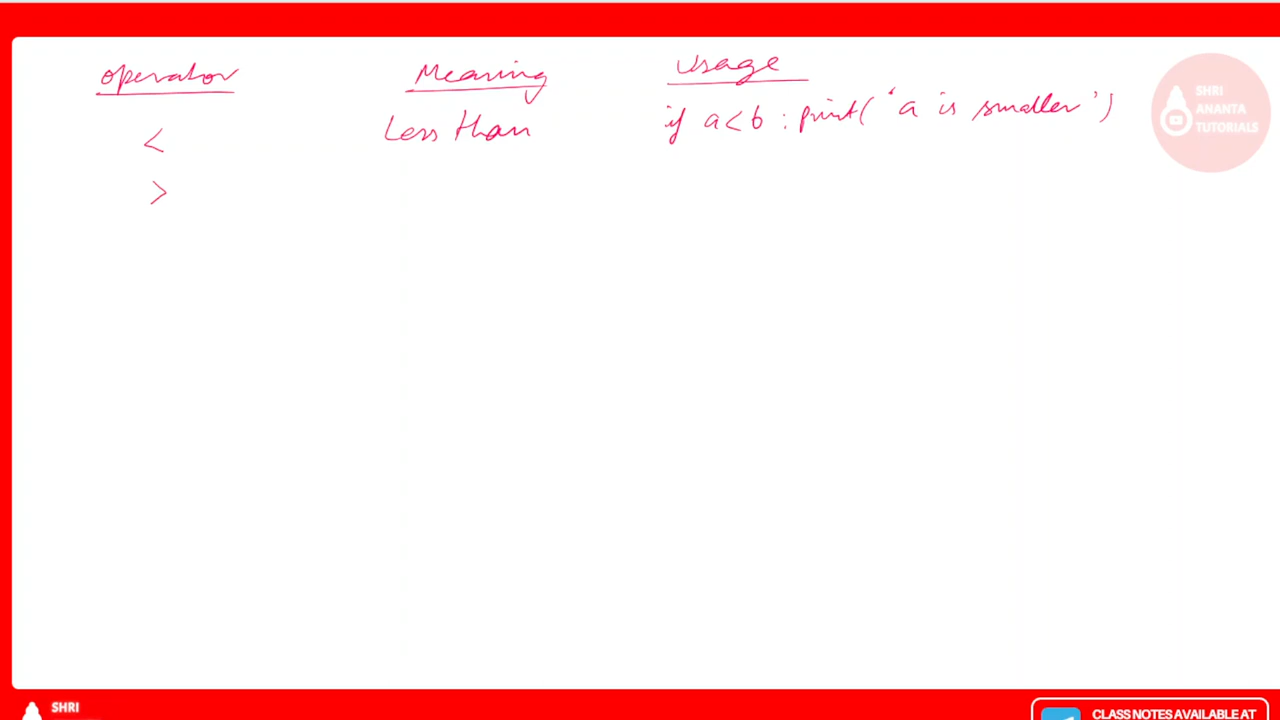 operator Meaning Usage
< Less than if a<b : print('a is smaller')
>
SHRI
ANANTA
TUTORIALS
SHRI
CLASS NOTES AVAILABLE AT